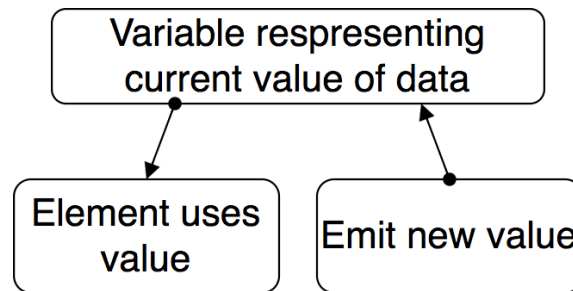 Variable respresenting
current value of data
Element uses
value
Emit new value